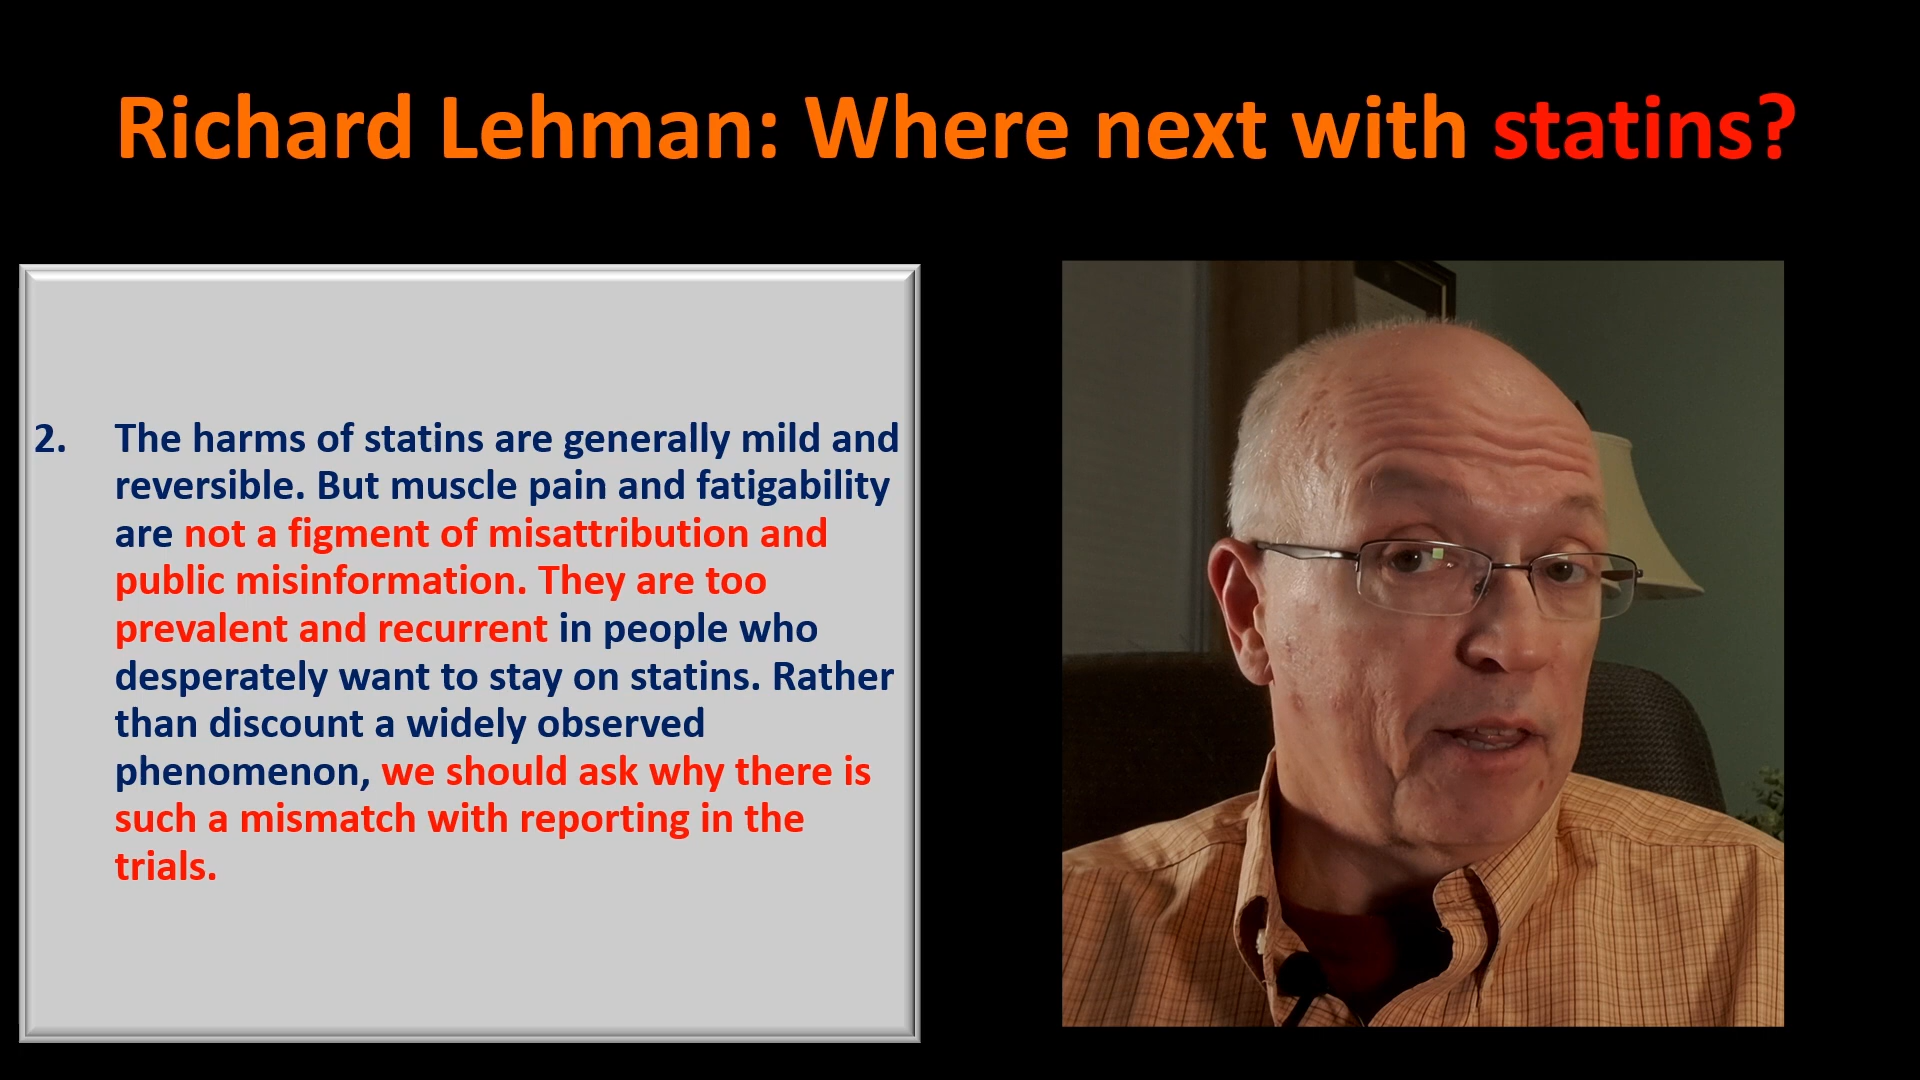 Richard Lehman: Where next with statins?
2. The harms of statins are generally mild and
reversible. But muscle pain and fatigability
are not a figment of misattribution and
public misinformation. They are too
prevalent and recurrent in people who
desperately want to stay on statins. Rather
than discount a widely observed
phenomenon, we should ask why there is
such a mismatch with reporting in the
trials.